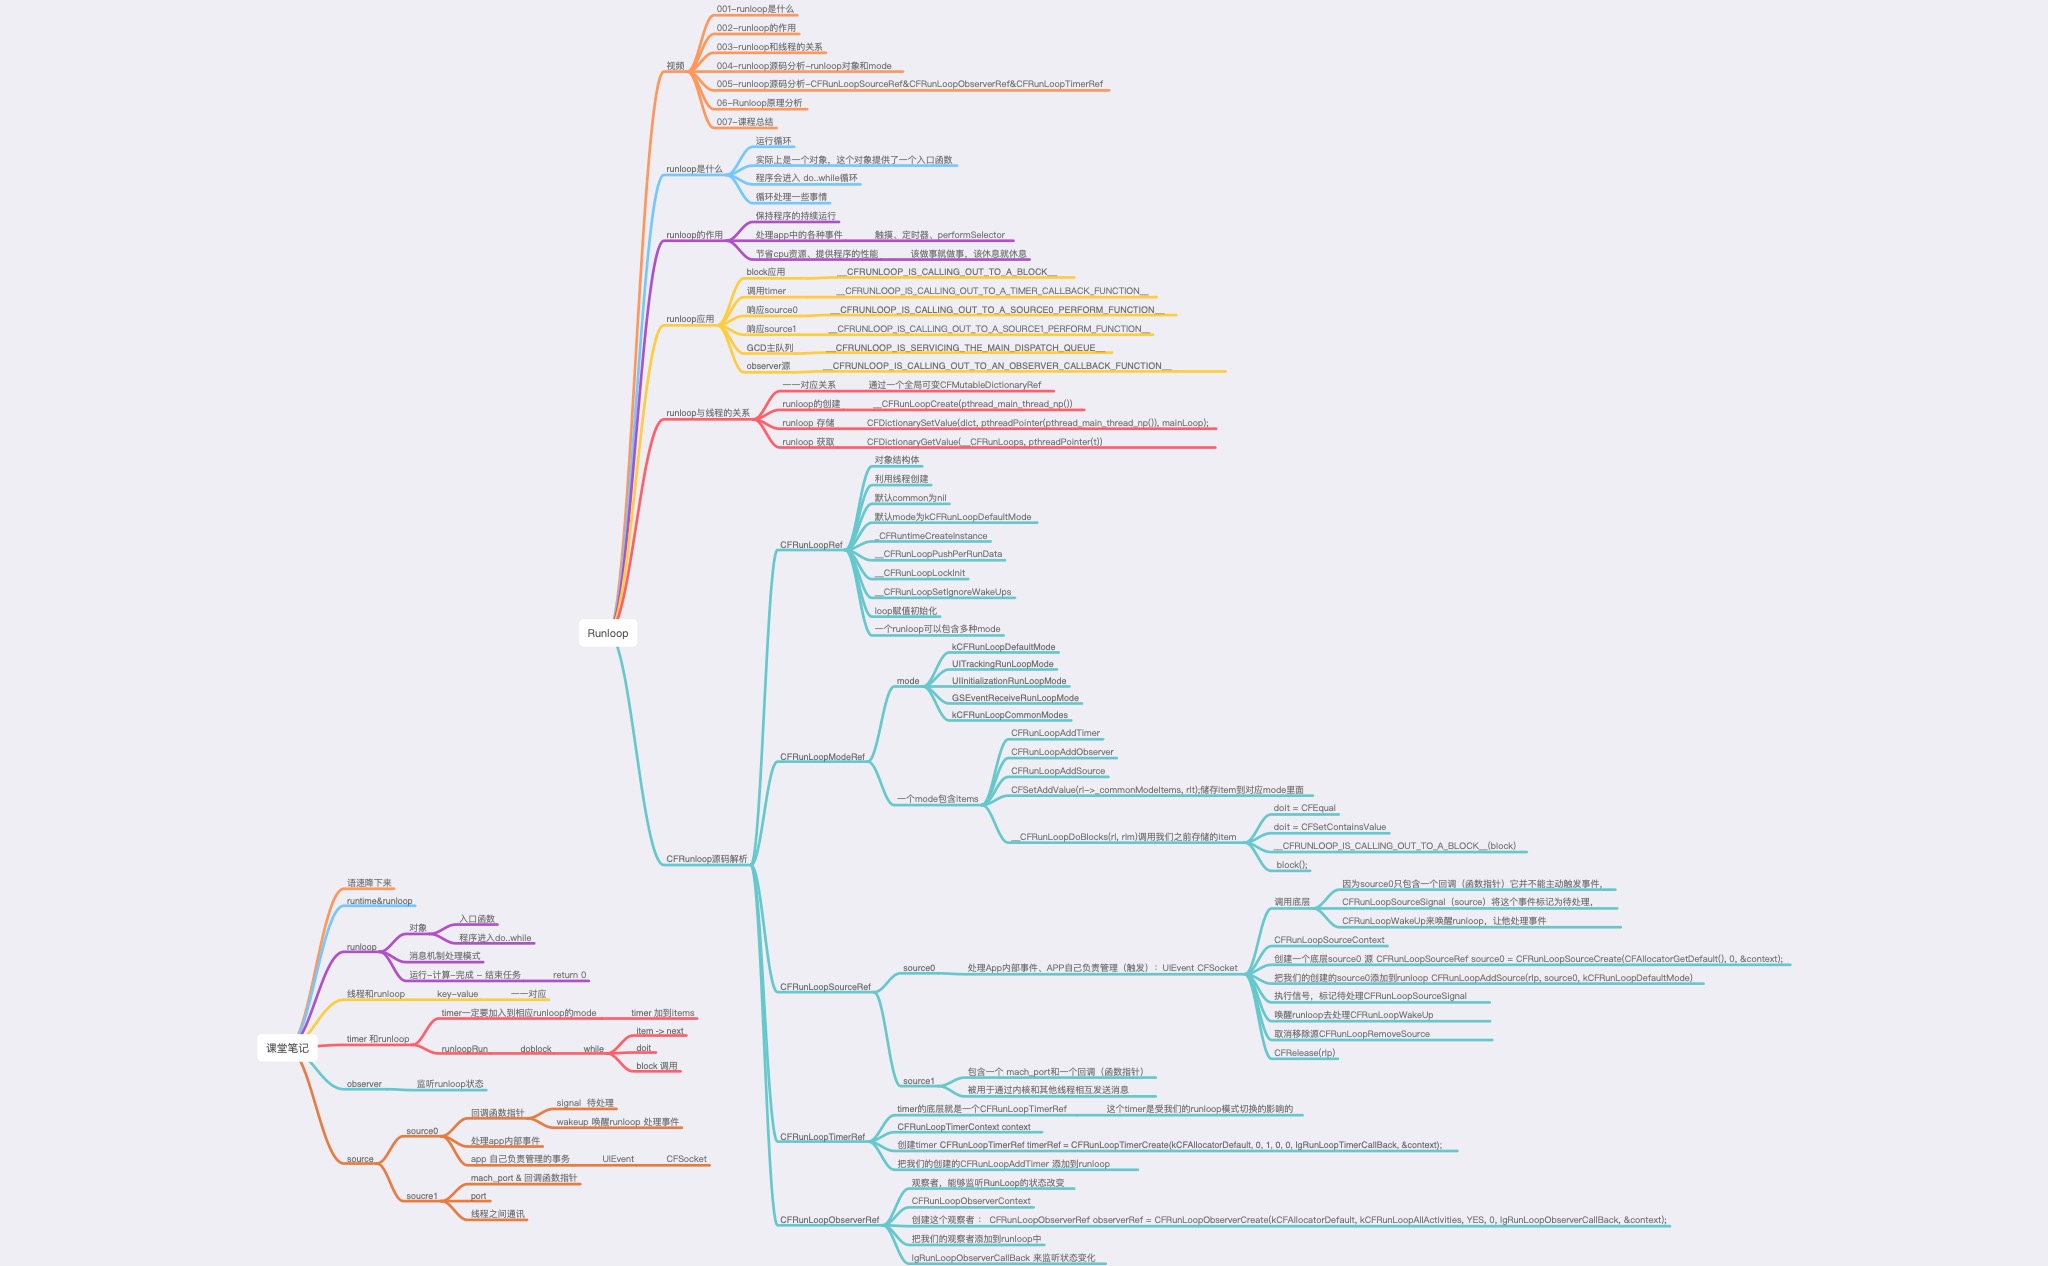 Runloop
视频
001-runloop是什么
002-runloop的作用
003-runloop和线程的关系
004-runloop源码分析-runloop对象和mode
005-runloop源码分析-CFRunLoopSourceRef&CFRunLoopObserverRef&CFRunLoopTimerRef
06-Runloop原理分析
007-课程总结
runloop是什么
运行循环
实际上是一个对象，这个对象提供了一个入口函数
程序会进入 do..while循环
循环处理一些事情
runloop的作用
保持程序的持续运行
处理app中的各种事件 触摸、定时器、performSelector
节省cpu资源、提供程序的性能 该做事就做事，该休息就休息
runloop应用
block应用 __CFRUNLOOP_IS_CALLING_OUT_TO_A_BLOCK__
调用timer __CFRUNLOOP_IS_CALLING_OUT_TO_A_TIMER_CALLBACK_FUNCTION__
响应source0 __CFRUNLOOP_IS_CALLING_OUT_TO_A_SOURCE0_PERFORM_FUNCTION__
响应source1 __CFRUNLOOP_IS_CALLING_OUT_TO_A_SOURCE1_PERFORM_FUNCTION__
GCD主队列 __CFRUNLOOP_IS_SERVICING_THE_MAIN_DISPATCH_QUEUE__
observer源 __CFRUNLOOP_IS_CALLING_OUT_TO_AN_OBSERVER_CALLBACK_FUNCTION__
runloop与线程的关系
一一对应关系 通过一个全局可变CFMutableDictionaryRef
runloop的创建 __CFRunLoopCreate(pthread_main_thread_np())
runloop 存储 CFDictionarySetValue(dict, pthreadPointer(pthread_main_thread_np()), mainLoop);
runloop 获取 CFDictionaryGetValue(__CFRunLoops, pthreadPointer(t))
CFRunloop源码解析
CFRunLoopRef
对象结构体
利用线程创建
默认common为nil
默认mode为kCFRunLoopDefaultMode
_CFRuntimeCreateInstance
__CFRunLoopPushPerRunData
__CFRunLoopLockInit
__CFRunLoopSetIgnoreWakeUps
loop赋值初始化
一个runloop可以包含多种mode
CFRunLoopModeRef
mode
kCFRunLoopDefaultMode
UITrackingRunLoopMode
UIInitializationRunLoopMode
GSEventReceiveRunLoopMode
kCFRunLoopCommonModes
一个mode包含items
CFRunLoopAddTimer
CFRunLoopAddObserver
CFRunLoopAddSource
CFSetAddValue(rl->_commonModeItems, rlt);储存item到对应mode里面
__CFRunLoopDoBlocks(rl, rlm)调用我们之前存储的item
doit = CFEqual
doit = CFSetContainsValue
__CFRUNLOOP_IS_CALLING_OUT_TO_A_BLOCK__(block)
block();
CFRunLoopSourceRef
source0 处理App内部事件、APP自己负责管理（触发）：UIEvent CFSocket
调用底层
因为source0只包含一个回调（函数指针）它并不能主动触发事件，
CFRunLoopSourceSignal（source）将这个事件标记为待处理，
CFRunLoopWakeUp来唤醒runloop，让他处理事件
CFRunLoopSourceContext
创建一个底层source0 源 CFRunLoopSourceRef source0 = CFRunLoopSourceCreate(CFAllocatorGetDefault(), 0, &context);
把我们的创建的source0添加到runloop CFRunLoopAddSource(rlp, source0, kCFRunLoopDefaultMode)
执行信号，标记待处理CFRunLoopSourceSignal
唤醒runloop去处理CFRunLoopWakeUp
取消移除源CFRunLoopRemoveSource
CFRelease(rlp)
source1
包含一个 mach_port和一个回调（函数指针）
被用于通过内核和其他线程相互发送消息
CFRunLoopTimerRef
timer的底层就是一个CFRunLoopTimerRef 这个timer是受我们的runloop模式切换的影响的
CFRunLoopTimerContext context
创建timer CFRunLoopTimerRef timerRef = CFRunLoopTimerCreate(kCFAllocatorDefault, 0, 1, 0, 0, lgRunLoopTimerCallBack, &context);
把我们的创建的CFRunLoopAddTimer 添加到runloop
CFRunLoopObserverRef
观察者，能够监听RunLoop的状态改变
CFRunLoopObserverContext
创建这个观察者： CFRunLoopObserverRef observerRef = CFRunLoopObserverCreate(kCFAllocatorDefault, kCFRunLoopAllActivities, YES, 0, lgRunLoopObserverCallBack, &context);
把我们的观察者添加到runloop中
lgRunLoopObserverCallBack 来监听状态变化
课堂笔记
语速降下来
runtime&runloop
runloop
对象
入口函数
程序进入do..while
消息机制处理模式
运行-计算-完成 - 结束任务 return 0
线程和runloop key-value 一一对应
timer 和runloop
timer一定要加入到相应runloop的mode timer 加到items
runloopRun doblock while
item -> next
doit
block 调用
observer 监听runloop状态
source
source0
回调函数指针
signal 待处理
wakeup 唤醒runloop 处理事件
处理app内部事件
app 自己负责管理的事务 UIEvent CFSocket
soucre1
mach_port & 回调函数指针
port
线程之间通讯